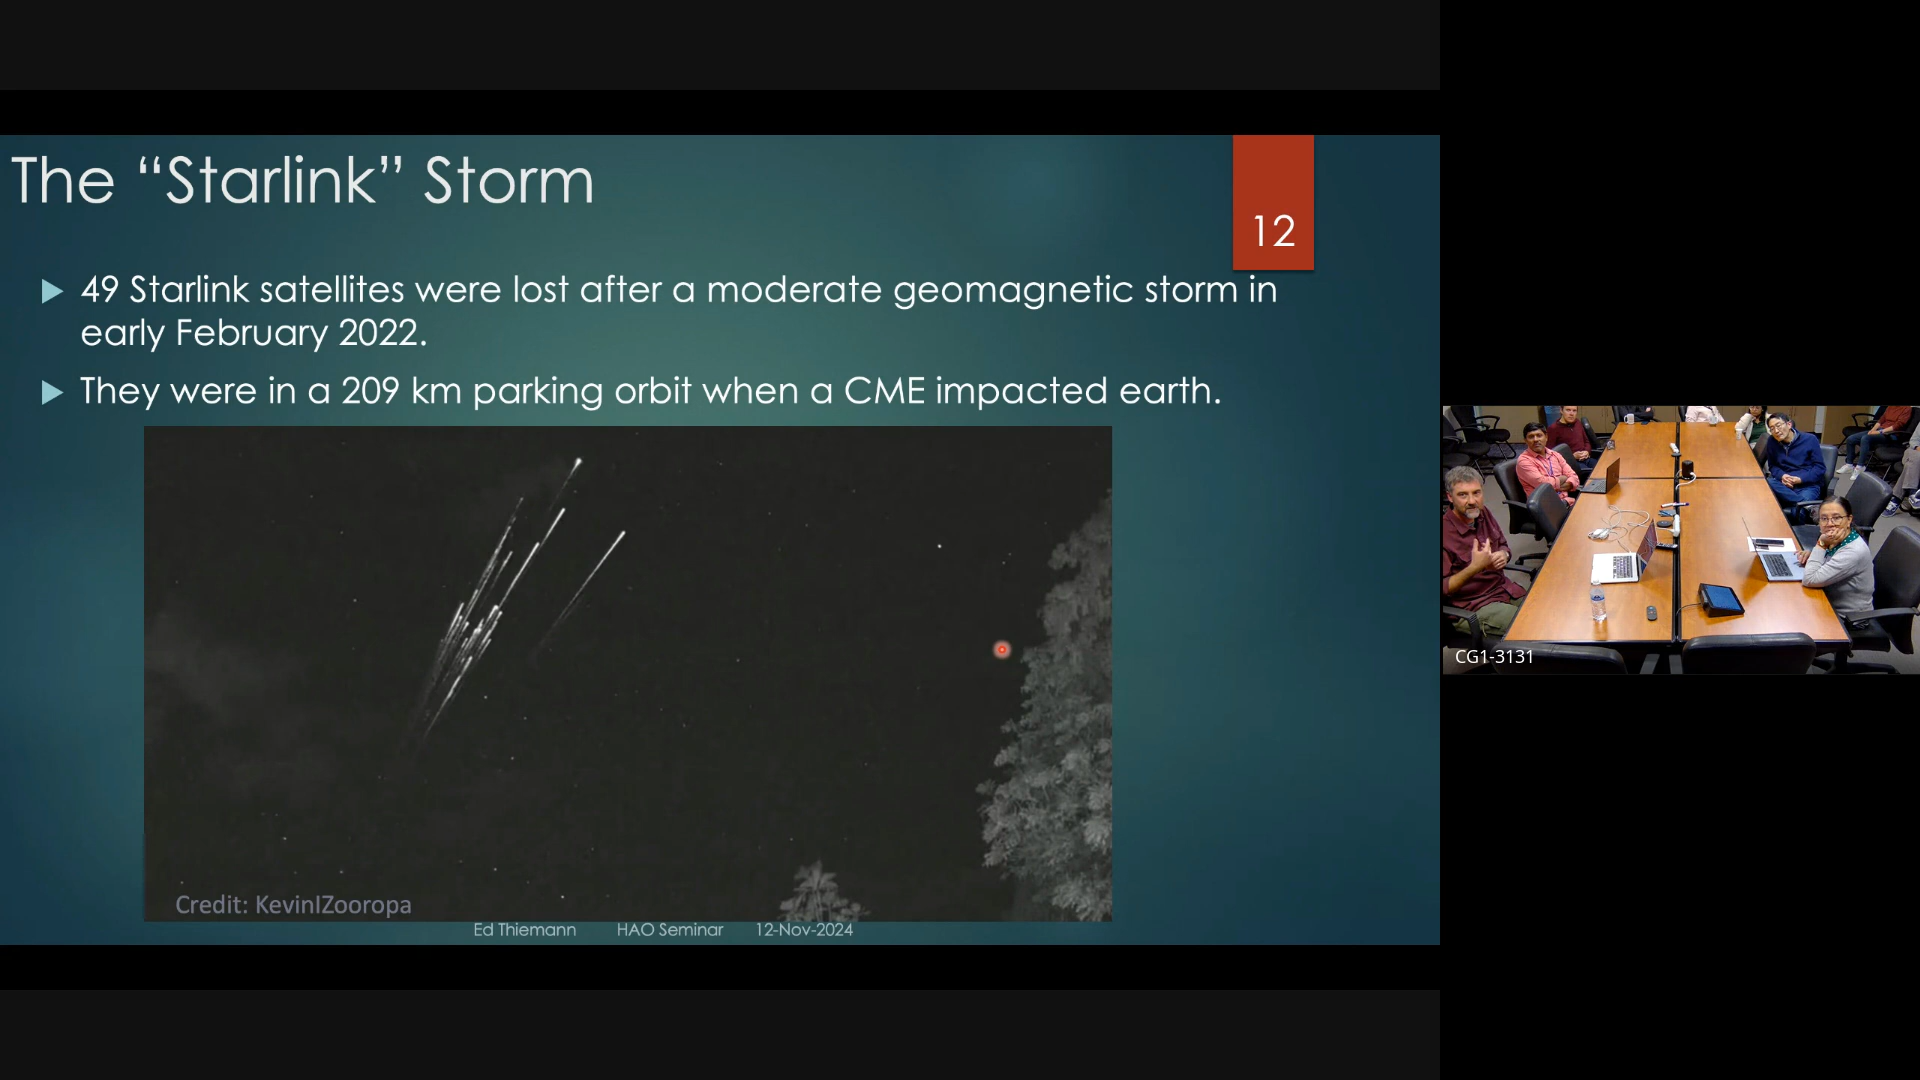 The “Starlink” Storm
12
49 Starlink satellites were lost after a moderate geomagnetic storm in
early February 2022.
They were in a 209 km parking orbit when a CME impacted earth.
Credit: KevinIZooropa
Ed Thiemann HAO Seminar 12-Nov-2024
CG1-3131